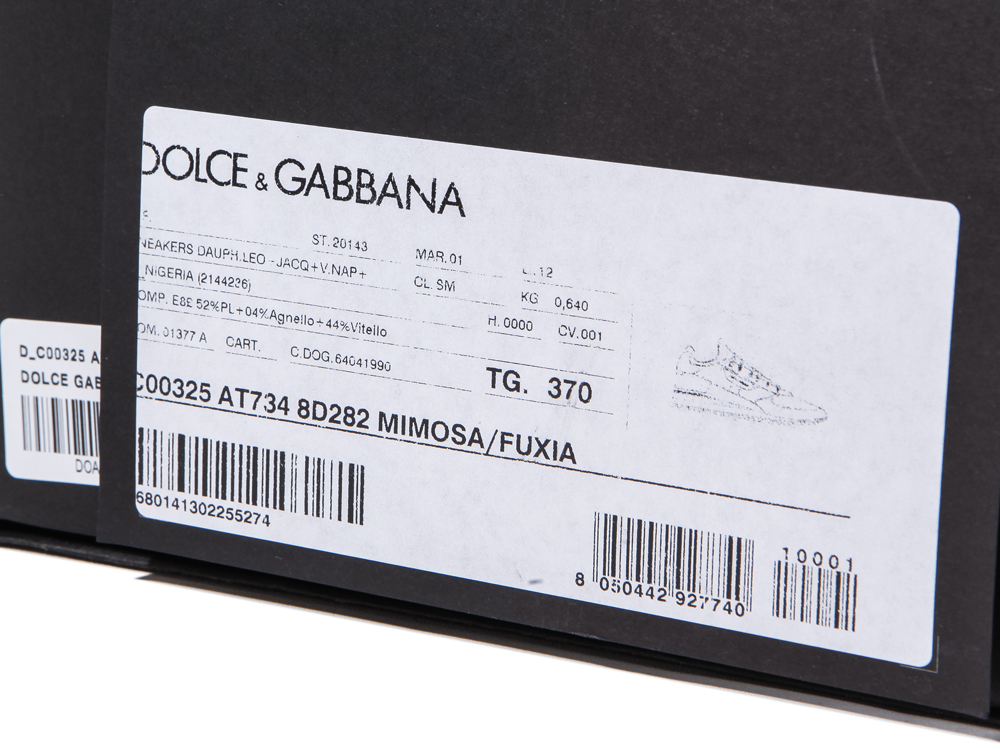 D_C00325 A
DOLCE GAB
DOA
DOLCE & GABBANA
ST. 20143 MAR. 01 12
NEAKERS DAUPH.LEO -JACQ+V.NAP+ CL. SM KG 0,640
NIGERIA (2144236) H. 0000 CV.001
OMP. E8E 52%PL+04%Agnello+44%Vitello
OM. 01377 A CART. C.DOG.64041990 TG. 370
C00325 AT734 8D282 MIMOSA/FUXIA
680141302255274
8 050442 927740
10001